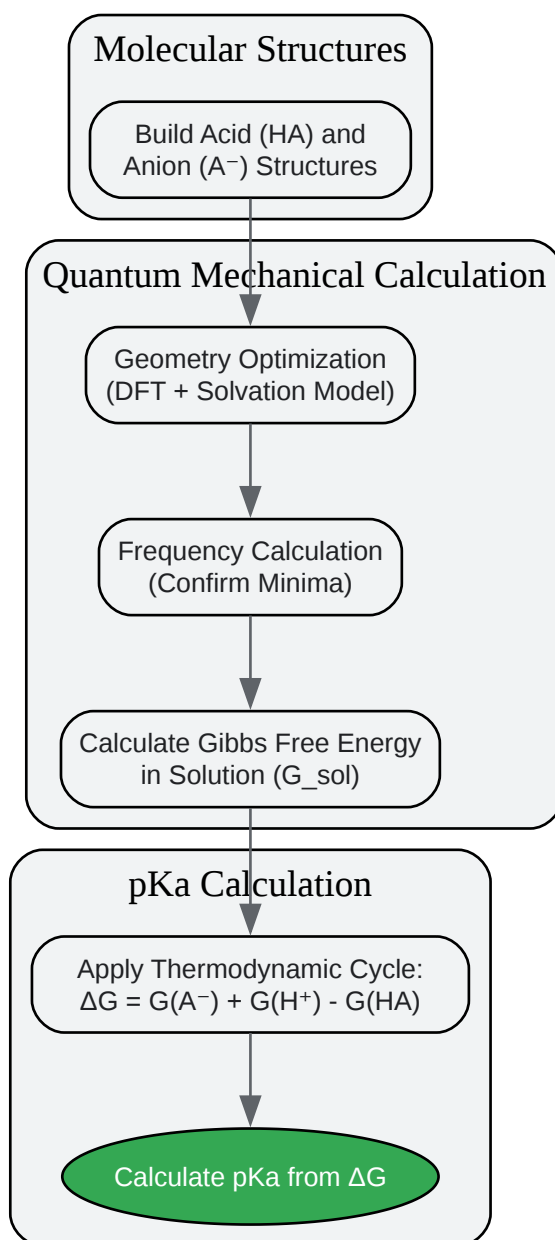 Molecular Structures
Build Acid (HA) and
Anion (A⁻) Structures
Quantum Mechanical Calculation
Geometry Optimization
(DFT + Solvation Model)
Frequency Calculation
(Confirm Minima)
Calculate Gibbs Free Energy
in Solution (G_sol)
pKa Calculation
Apply Thermodynamic Cycle:
ΔG = G(A⁻) + G(H⁺) - G(HA)
Calculate pKa from ΔG